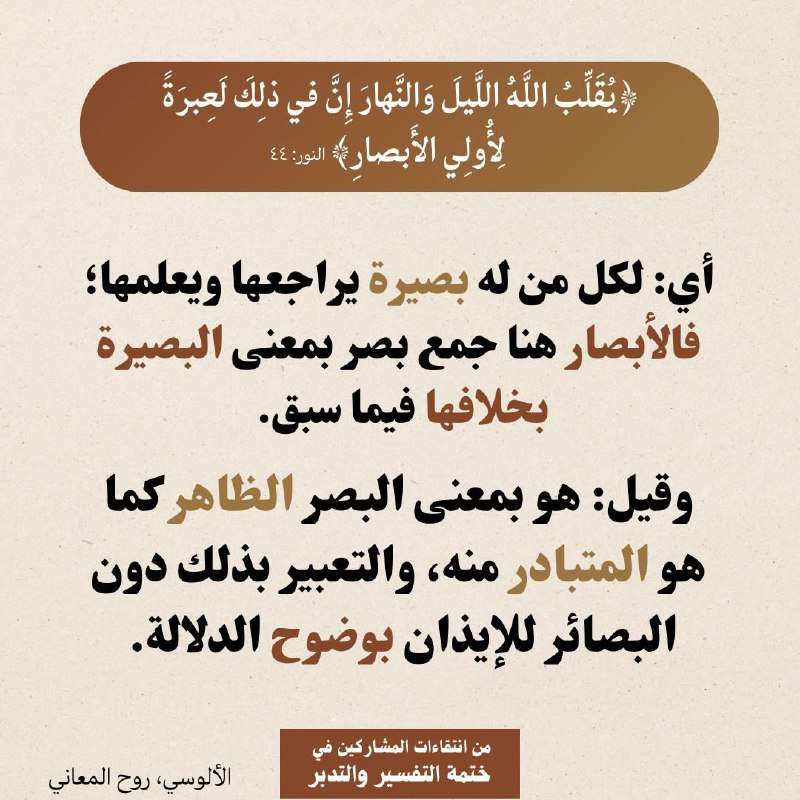 ﴿يُقَلِّبُ اللَّهُ اللَّيلَ وَالنَّهارَ إِنَّ في ذلِكَ لَعِبرَةً
لِأُولِي الأَبصارِ﴾ النور: ٤٤
أي: لكل من له بصيرة يراجعها ويعلمها؛
فالأبصار هنا جمع بصر بمعنى البصيرة
بخلافها فيما سبق.
وقيل: هو بمعنى البصر الظاهر كما
هو المتبادر منه، والتعبير بذلك دون
البصائر للإيذان بوضوح الدلالة.
من انتقاءات المشاركين في
ختمة التفسير والتدبر
الألوسي، روح المعاني